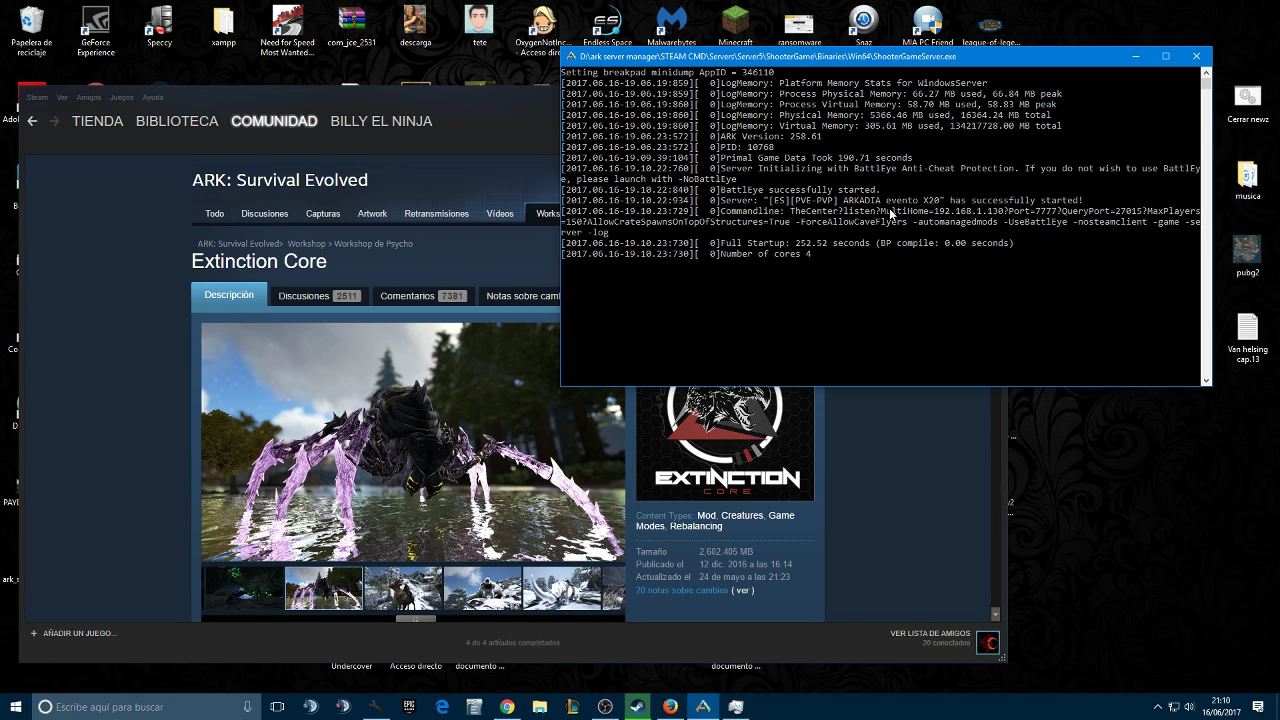 Papelera de
reciclaje
GeForce
Experience
Speccy
xampp
Need for Speed
Most Wanted...
com_jce_2531
descarga
tete
OxygenNotInc...
- Acceso direc...
Endless Space
Malwarebytes
Minecraft
ransomware
Snaz
MIA PC Friend
league-of-lege...
D:\ark server manager\STEAM CMD\Servers\Server5\ShooterGame\Binaries\Win64\ShooterGameServer.exe
Setting breakpad minidump AppID = 346110
[2017.06.16-19.06.19:859][  0]LogMemory: Platform Memory Stats for WindowsServer
[2017.06.16-19.06.19:859][  0]LogMemory: Process Physical Memory: 66.27 MB used, 66.84 MB peak
[2017.06.16-19.06.19:860][  0]LogMemory: Process Virtual Memory: 58.70 MB used, 58.83 MB peak
[2017.06.16-19.06.19:860][  0]LogMemory: Physical Memory: 5366.46 MB used, 16364.24 MB total
[2017.06.16-19.06.19:860][  0]LogMemory: Virtual Memory: 305.61 MB used, 134217728.00 MB total
[2017.06.16-19.06.23:572][  0]ARK Version: 258.61
[2017.06.16-19.06.23:572][  0]PID: 10768
[2017.06.16-19.09.39:104][  0]Primal Game Data Took 190.71 seconds
[2017.06.16-19.10.22:760][  0]Server Initializing with BattlEye Anti-Cheat Protection. If you do not wish to use BattlEy
e, please launch with -NoBattlEye
[2017.06.16-19.10.22:840][  0]BattlEye successfully started.
[2017.06.16-19.10.22:934][  0]Server: "[ES][PVE-PVP] ARKADIA evento X20" has successfully started!
[2017.06.16-19.10.23:729][  0]Commandline: TheCenter?listen?MultiHome=192.168.1.130?Port=7777?QueryPort=27015?MaxPlayers
=150?AllowCrateSpawnsOnTopOfStructures=True -ForceAllowCaveFlyers -automanagedmods -UseBattlEye -nosteamclient -game -se
rver -log
[2017.06.16-19.10.23:730][  0]Full Startup: 252.52 seconds (BP compile: 0.00 seconds)
[2017.06.16-19.10.23:730][  0]Number of cores 4
Steam Ver Amigos Juegos Ayuda
TIENDA BIBLIOTECA COMUNIDAD BILLY EL NINJA
ARK: Survival Evolved
Todo Discusiones Capturas Artwork Retransmisiones Vídeos Works
ARK: Survival Evolved> Workshop > Workshop de Psycho
Extinction Core
Descripción Discusiones 2511 Comentarios 7381 Notas sobre cam
EXTINCTION
CORE
Content Types: Mod, Creatures, Game
Modes, Rebalancing
Tamaño 2,602.405 MB
Publicado el 12 dic. 2016 a las 16:14
Actualizado el 24 de mayo a las 21:23
20 notas sobre cambios ( ver )
+ AÑADIR UN JUEGO...
4 de 4 artículos completados
VER LISTA DE AMIGOS
20 conectados
Cerrar newz
musica
pubg2
Van helsing
cap.13
Undercover
Acceso directo
documento ...
documento ...
Escribe aquí para buscar
21:10
16/06/2017